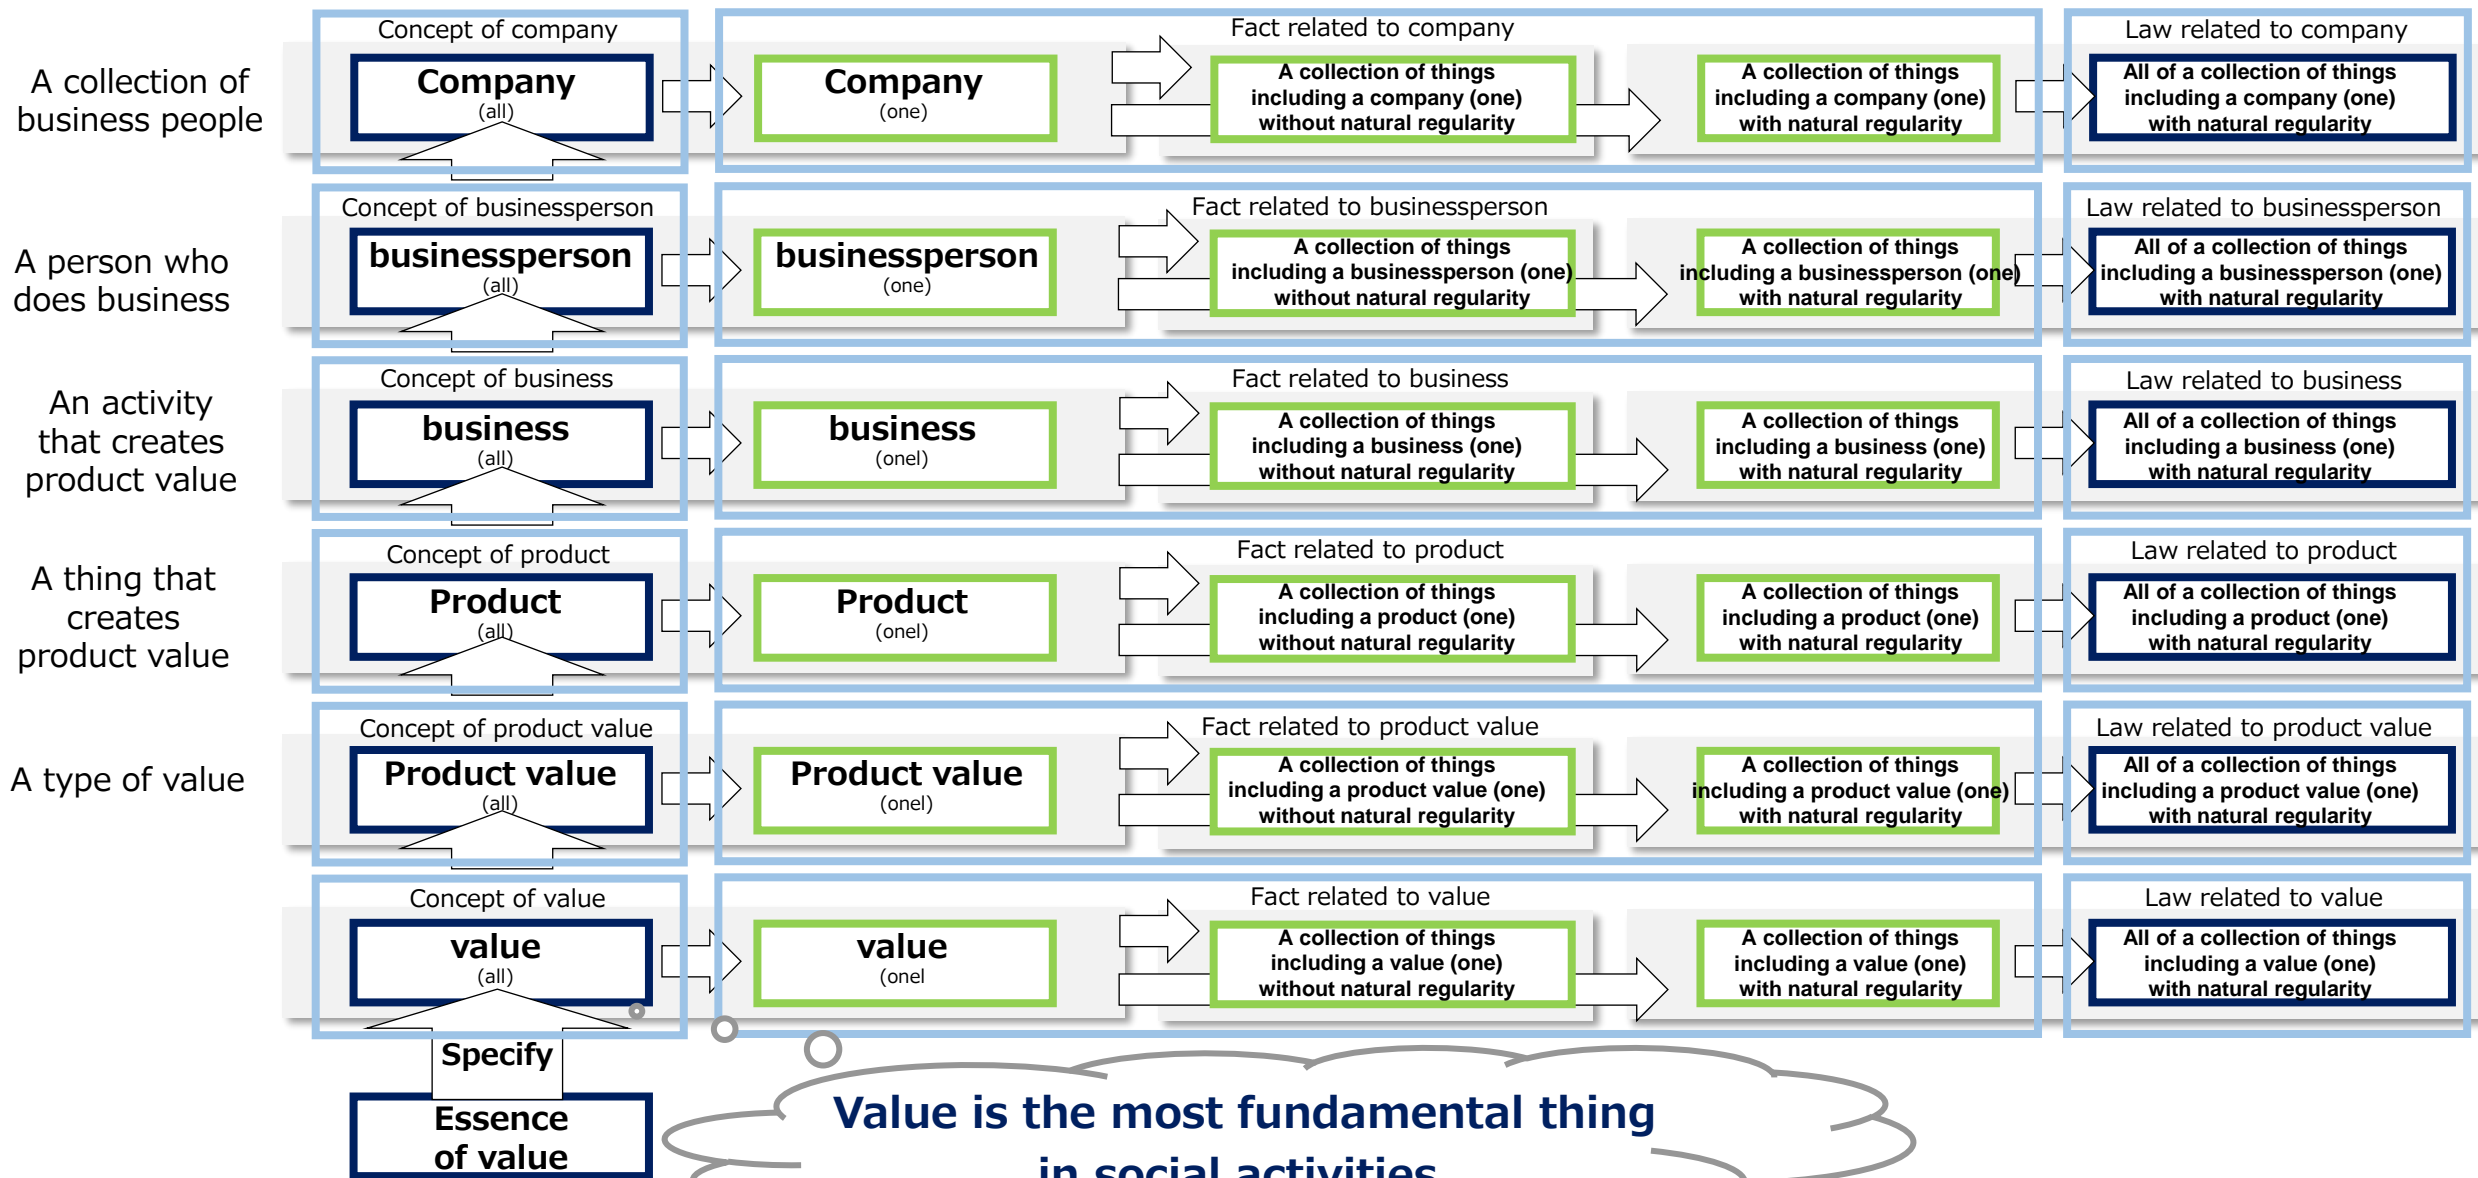 Concept of company
Fact related to company
Law related to company
A collection of
business people
Company
(all)
Company
(one)
A collection of things
including a company (one)
without natural regularity
A collection of things
including a company (one)
with natural regularity
All of a collection of things
including a company (one)
with natural regularity
Concept of businessperson
Fact related to businessperson
Law related to businessperson
A person who
does business
businessperson
(all)
businessperson
(one)
A collection of things
including a businessperson (one)
without natural regularity
A collection of things
including a businessperson (one)
with natural regularity
All of a collection of things
including a businessperson (one)
with natural regularity
Concept of business
Fact related to business
Law related to business
An activity
that creates
product value
business
(all)
business
(onel)
A collection of things
including a business (one)
without natural regularity
A collection of things
including a business (one)
with natural regularity
All of a collection of things
including a business (one)
with natural regularity
Concept of product
Fact related to product
Law related to product
A thing that
creates
product value
Product
(all)
Product
(onel)
A collection of things
including a product (one)
without natural regularity
A collection of things
including a product (one)
with natural regularity
All of a collection of things
including a product (one)
with natural regularity
Concept of product value
Fact related to product value
Law related to product value
A type of value
Product value
(all)
Product value
(onel)
A collection of things
including a product value (one)
without natural regularity
A collection of things
including a product value (one)
with natural regularity
All of a collection of things
including a product value (one)
with natural regularity
Concept of value
Fact related to value
Law related to value
value
(all)
value
(onel
A collection of things
including a value (one)
without natural regularity
A collection of things
including a value (one)
with natural regularity
All of a collection of things
including a value (one)
with natural regularity
Specify
Essence
of value
Value is the most fundamental thing
in social activities